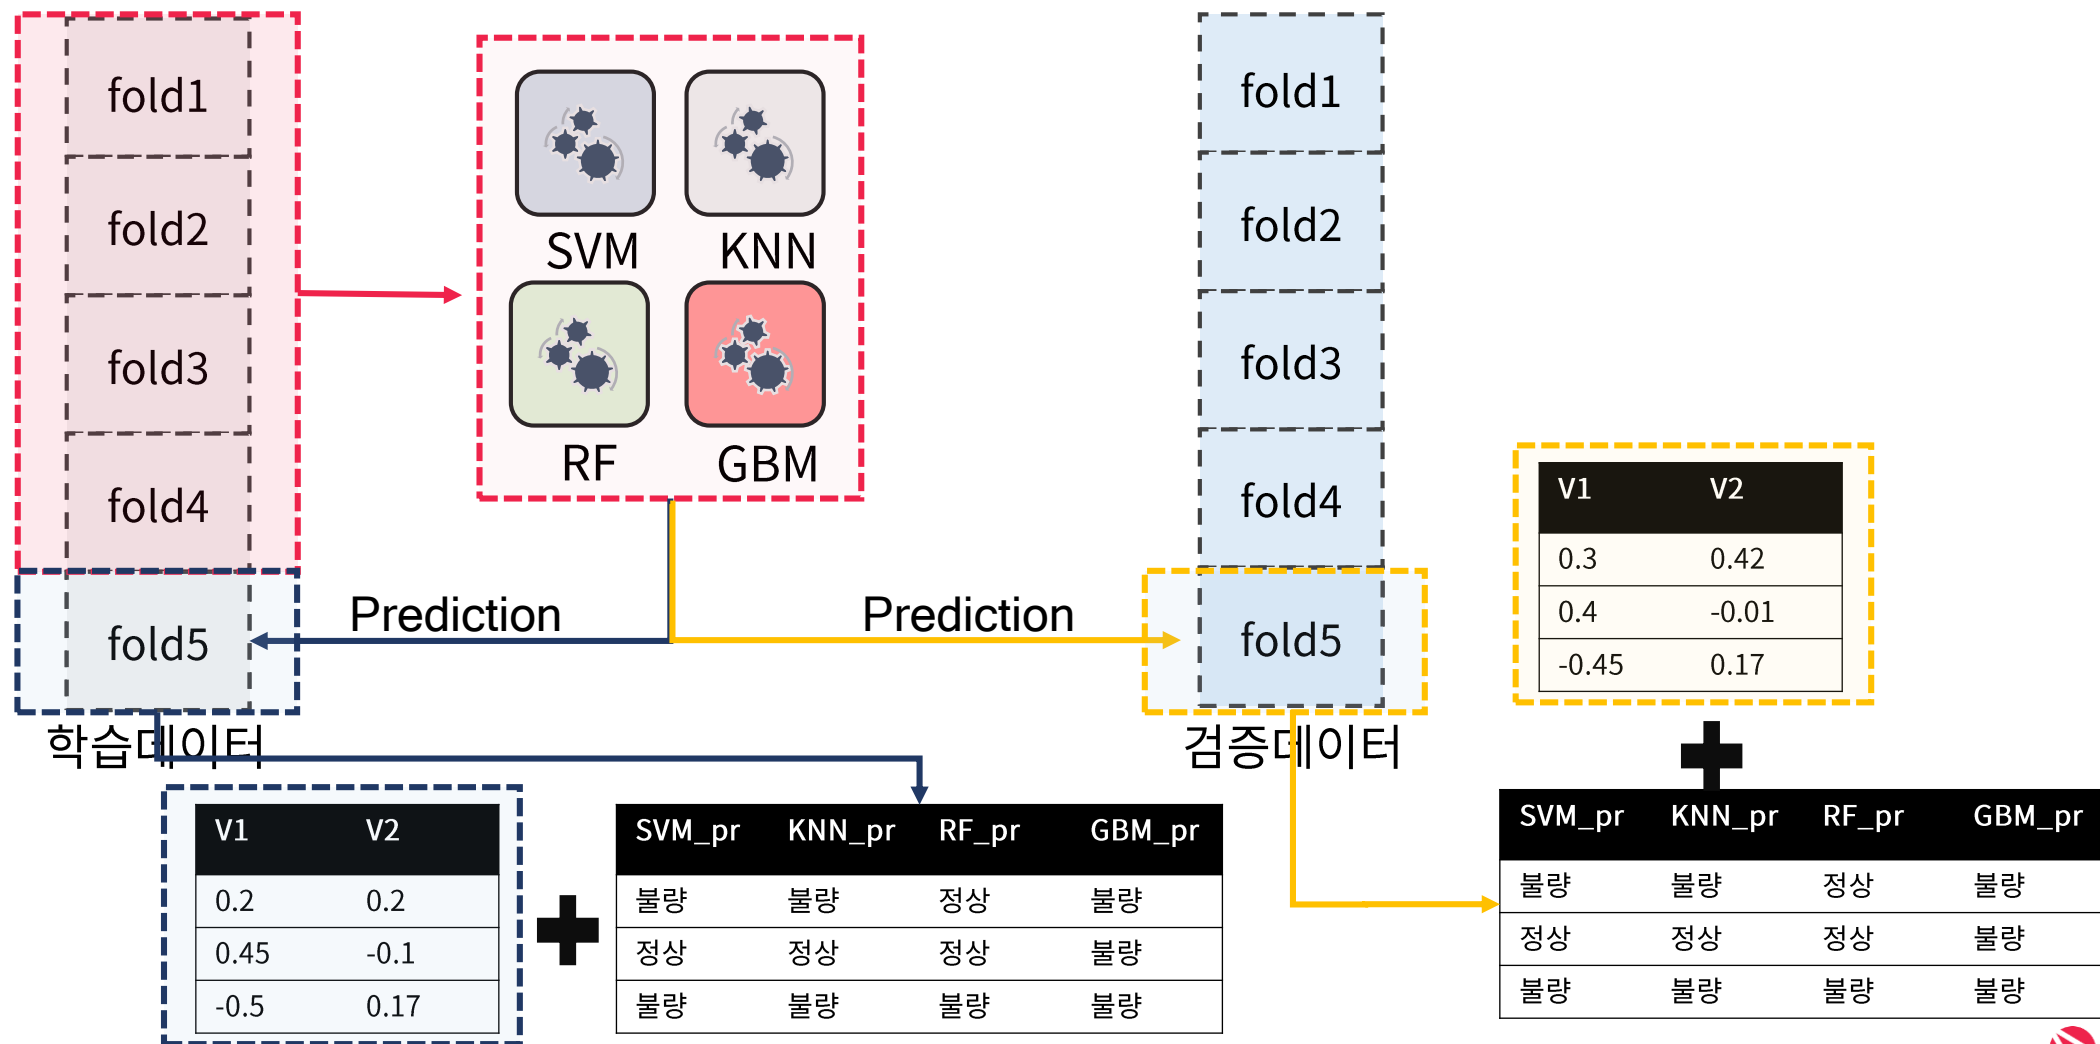 fold1
fold2
fold3
fold4
fold5
학습데이터
SVM KNN
RF GBM
Prediction
Prediction
fold1
fold2
fold3
fold4
fold5
검증데이터
V1 V2
0.3 0.42
0.4 -0.01
-0.45 0.17
V1 V2
0.2 0.2
0.45 -0.1
-0.5 0.17
SVM_pr KNN_pr RF_pr GBM_pr
불량 불량 정상 불량
정상 정상 정상 불량
불량 불량 불량 불량
SVM_pr KNN_pr RF_pr GBM_pr
불량 불량 정상 불량
정상 정상 정상 불량
불량 불량 불량 불량